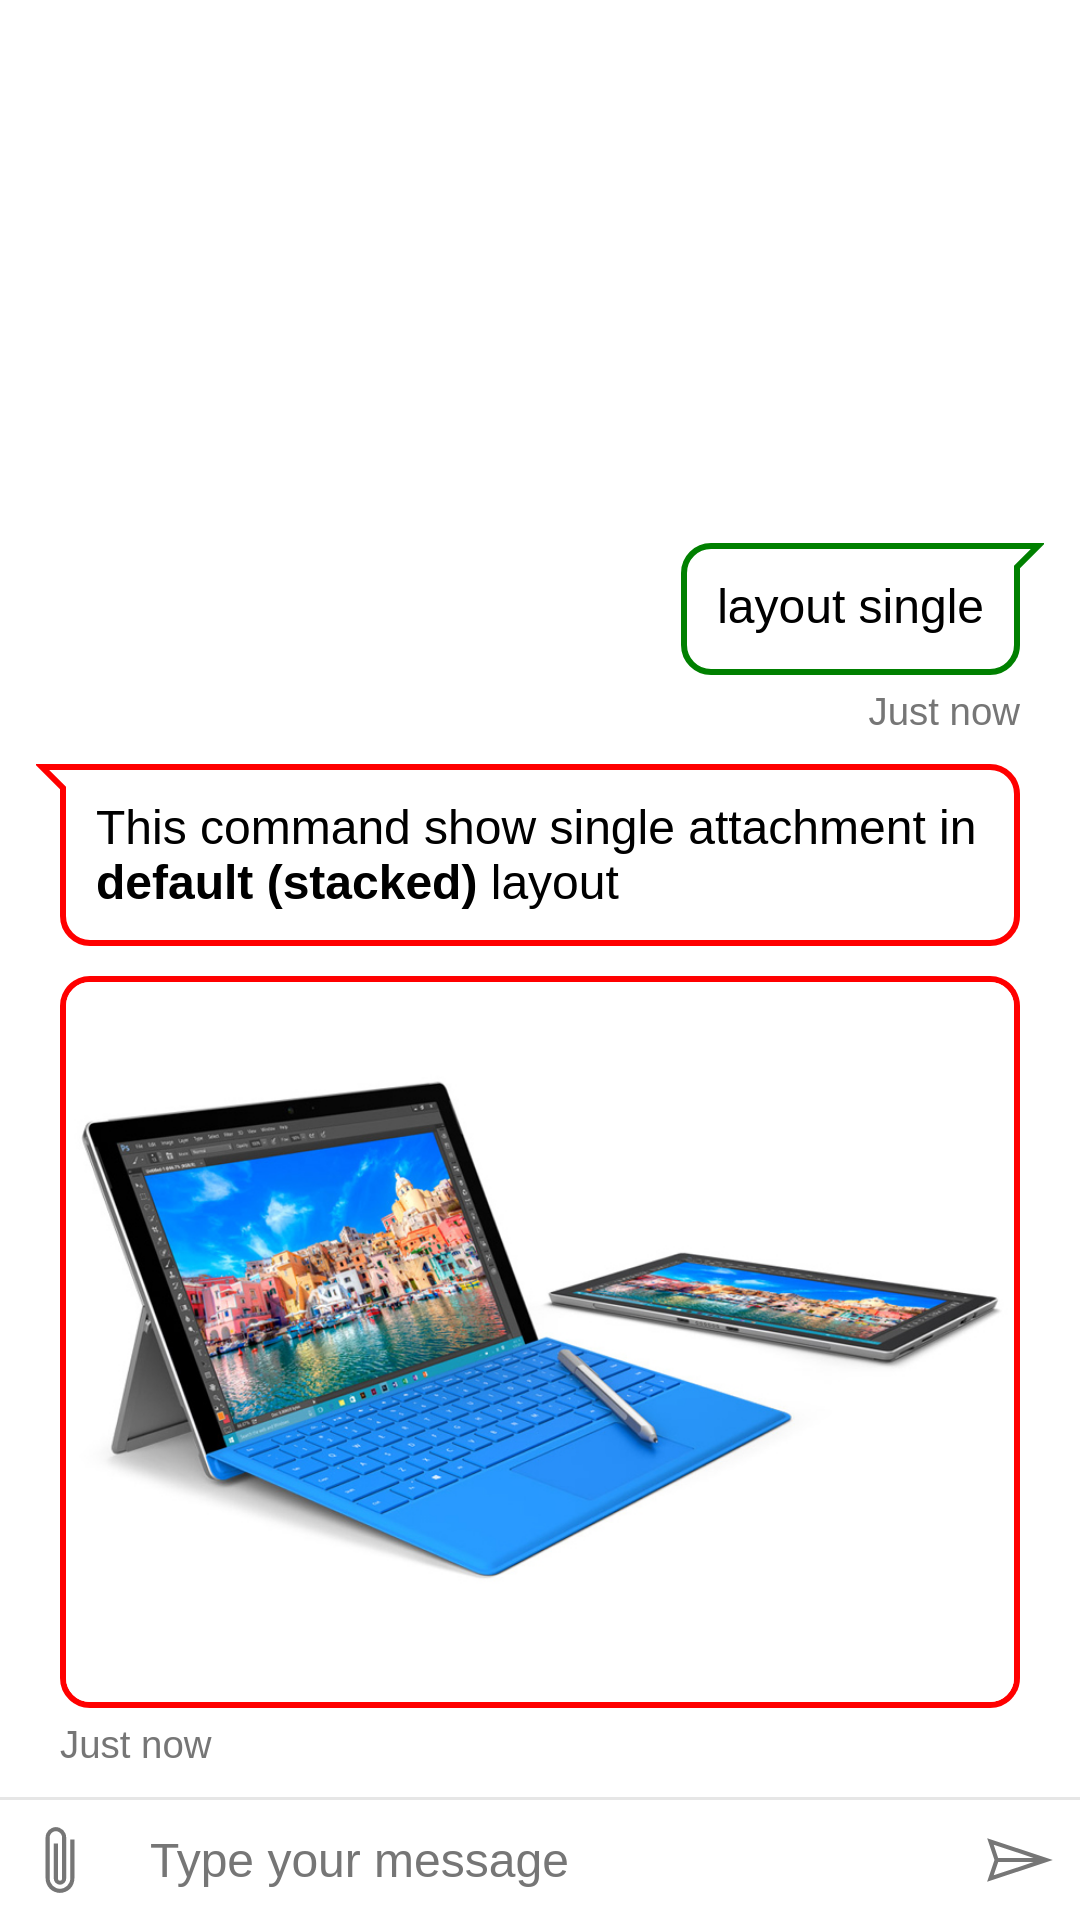 layout single
Just now
This command show single attachment in
default (stacked) layout
Just now
Type your message